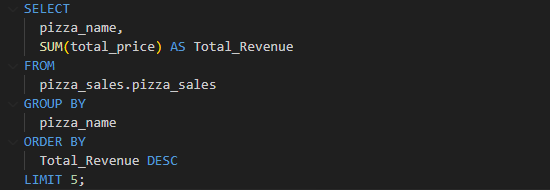 SELECT
pizza_name,
SUM(total_price) AS Total_Revenue
FROM
pizza_sales.pizza_sales
GROUP BY
pizza_name
ORDER BY
Total_Revenue DESC
LIMIT 5;